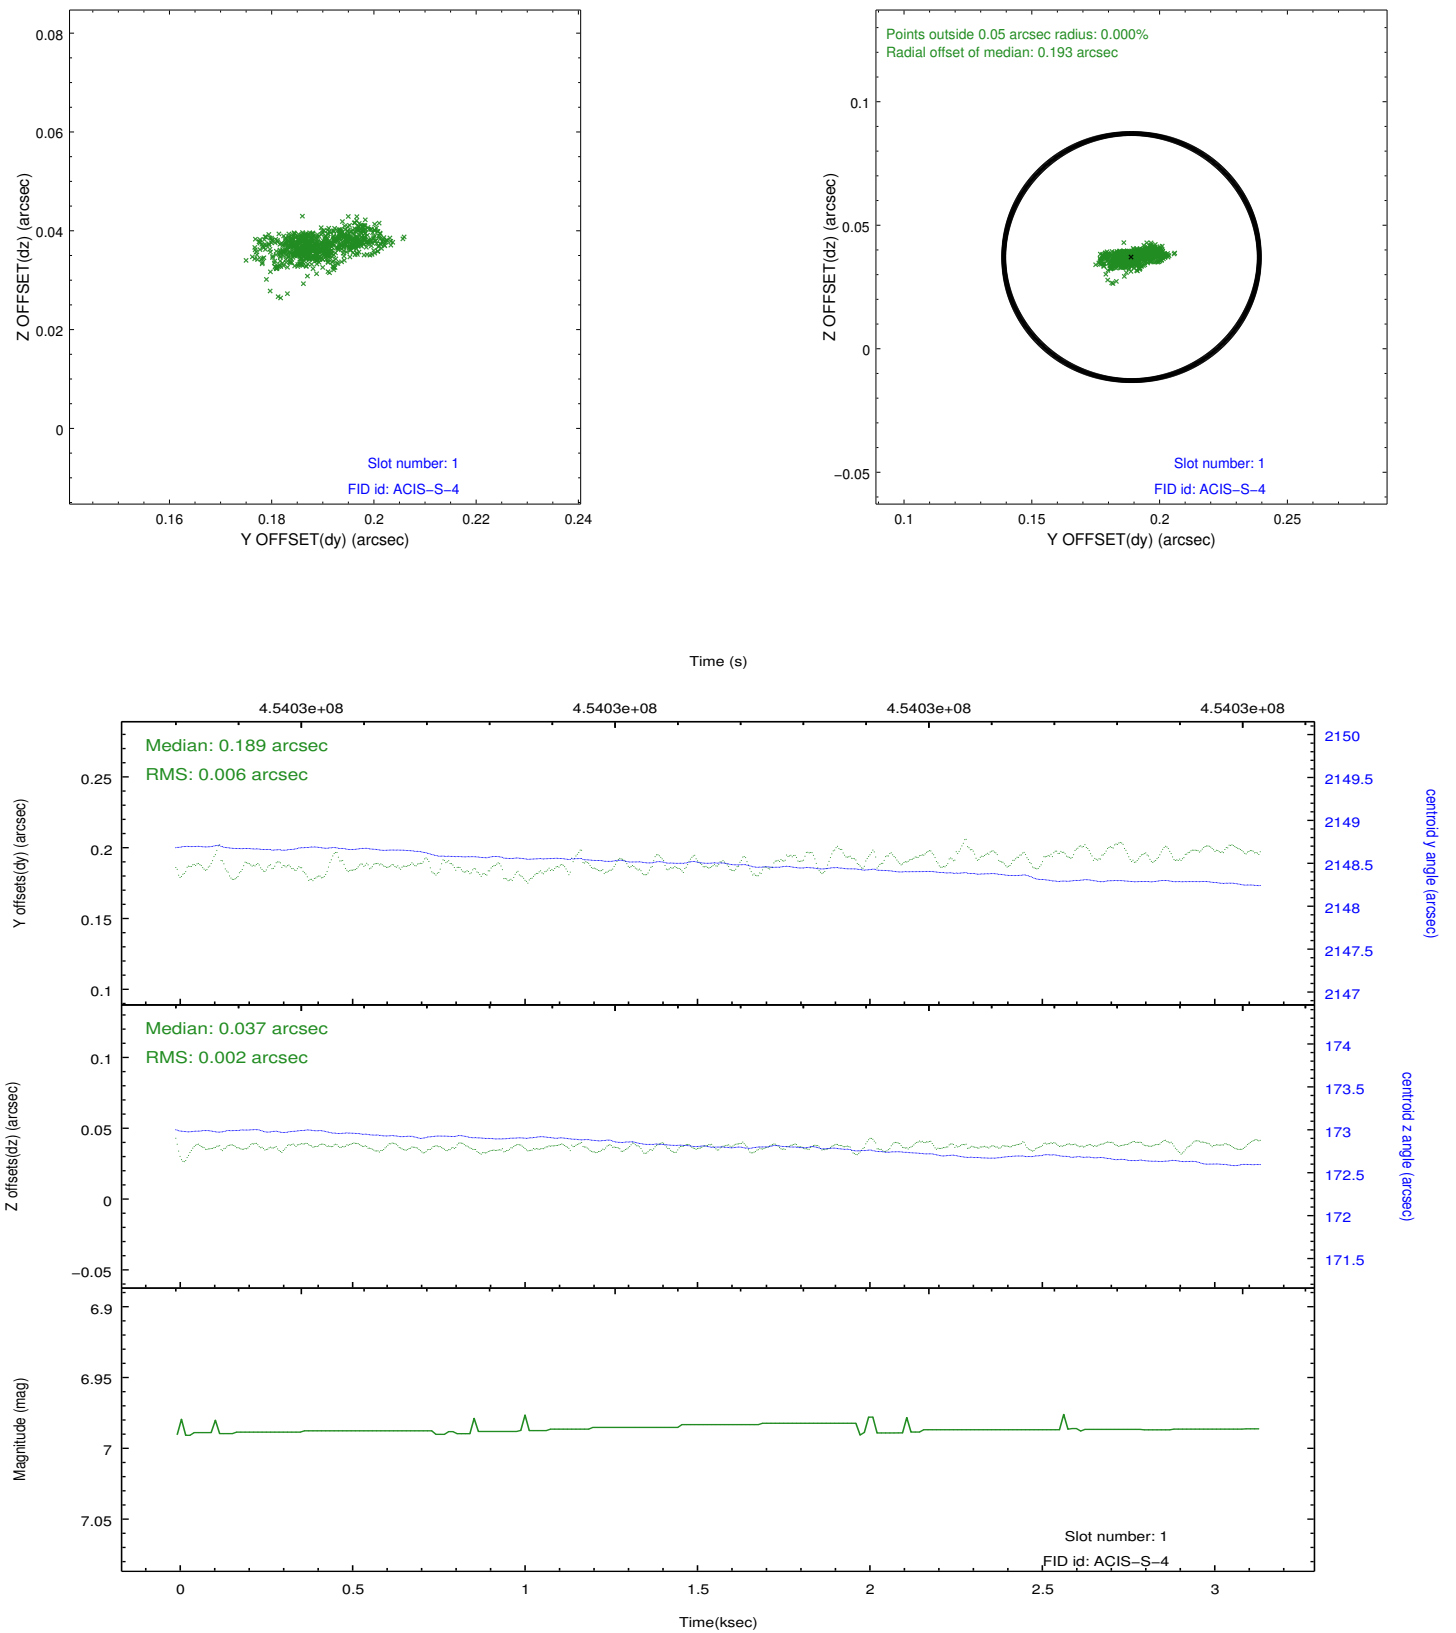 0.08
0.06
0.04
0.02
0
Z OFFSET(dz) (arcsec)
Slot number: 1
FID id: ACIS−S−4
0.16
0.18
0.2
0.22
0.24
Y OFFSET(dy) (arcsec)
Points outside 0.05 arcsec radius: 0.000%
Radial offset of median: 0.193 arcsec
0.1
0.05
0
−0.05
Z OFFSET(dz) (arcsec)
Slot number: 1
FID id: ACIS−S−4
0.1
0.15
0.2
0.25
Y OFFSET(dy) (arcsec)
Time (s)
4.5403e+08
4.5403e+08
4.5403e+08
4.5403e+08
Median: 0.189 arcsec
RMS: 0.006 arcsec
0.25
0.2
0.15
0.1
Y offsets(dy) (arcsec)
2150
2149.5
2149
2148.5
2148
2147.5
2147
centroid y angle (arcsec)
Median: 0.037 arcsec
RMS: 0.002 arcsec
0.1
0.05
0
−0.05
Z offsets(dz) (arcsec)
174
173.5
173
172.5
172
171.5
centroid z angle (arcsec)
6.9
6.95
7
7.05
Magnitude (mag)
Slot number: 1
FID id: ACIS−S−4
0
0.5
1
1.5
2
2.5
3
Time(ksec)